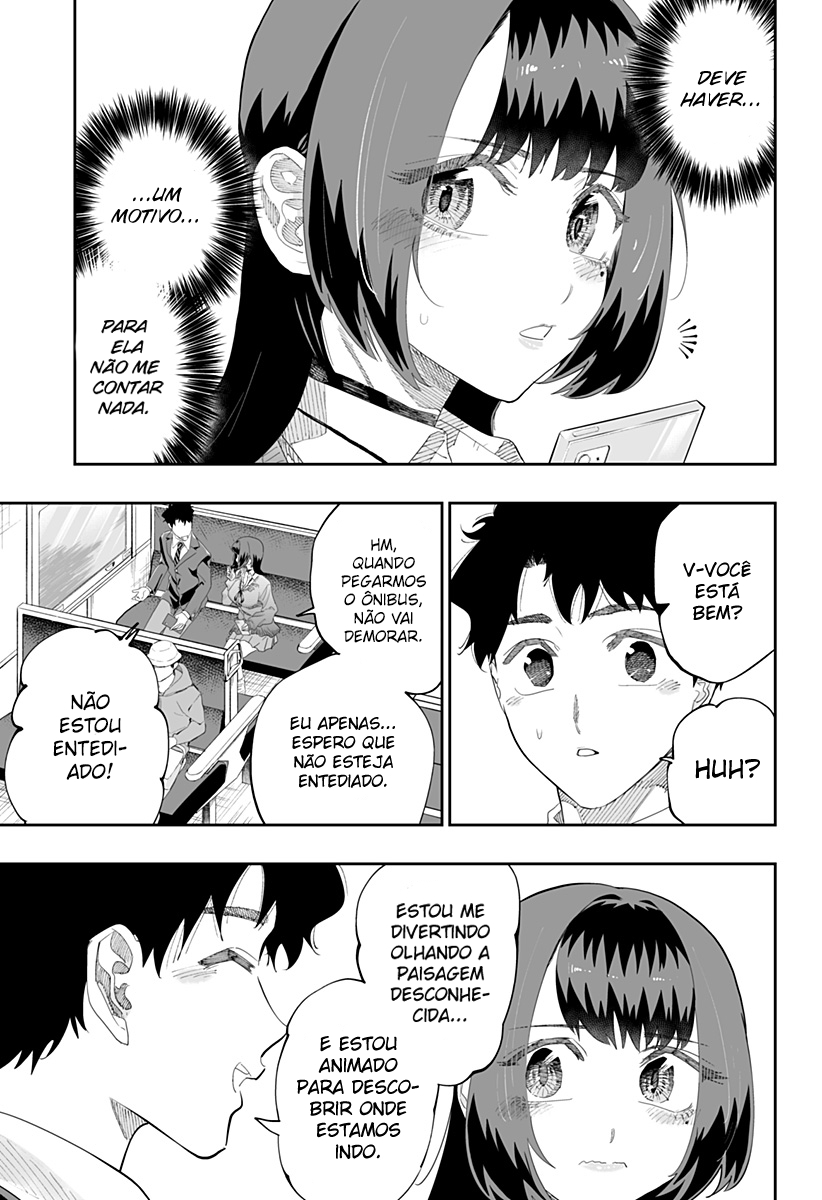 DEVE
HAVER...
...UM
MOTIVO...
PARA
ELA
NÃO ME
CONTAR
NADA.
V-VOCÊ
ESTÁ
BEM?
HUH?
HM,
QUANDO
PEGARMOS
O ÔNIBUS,
NÃO VAI
DEMORAR.
EU APENAS...
ESPERO QUE
NÃO ESTEJA
ENTEDIADO.
NÃO
ESTOU
ENTEDI-
ADO!
ESTOU ME
DIVERTINDO
OLHANDO A
PAISAGEM
DESCONHE-
CIDA...
E ESTOU
ANIMADO
PARA DESCO-
BRIR ONDE
ESTAMOS
INDO.